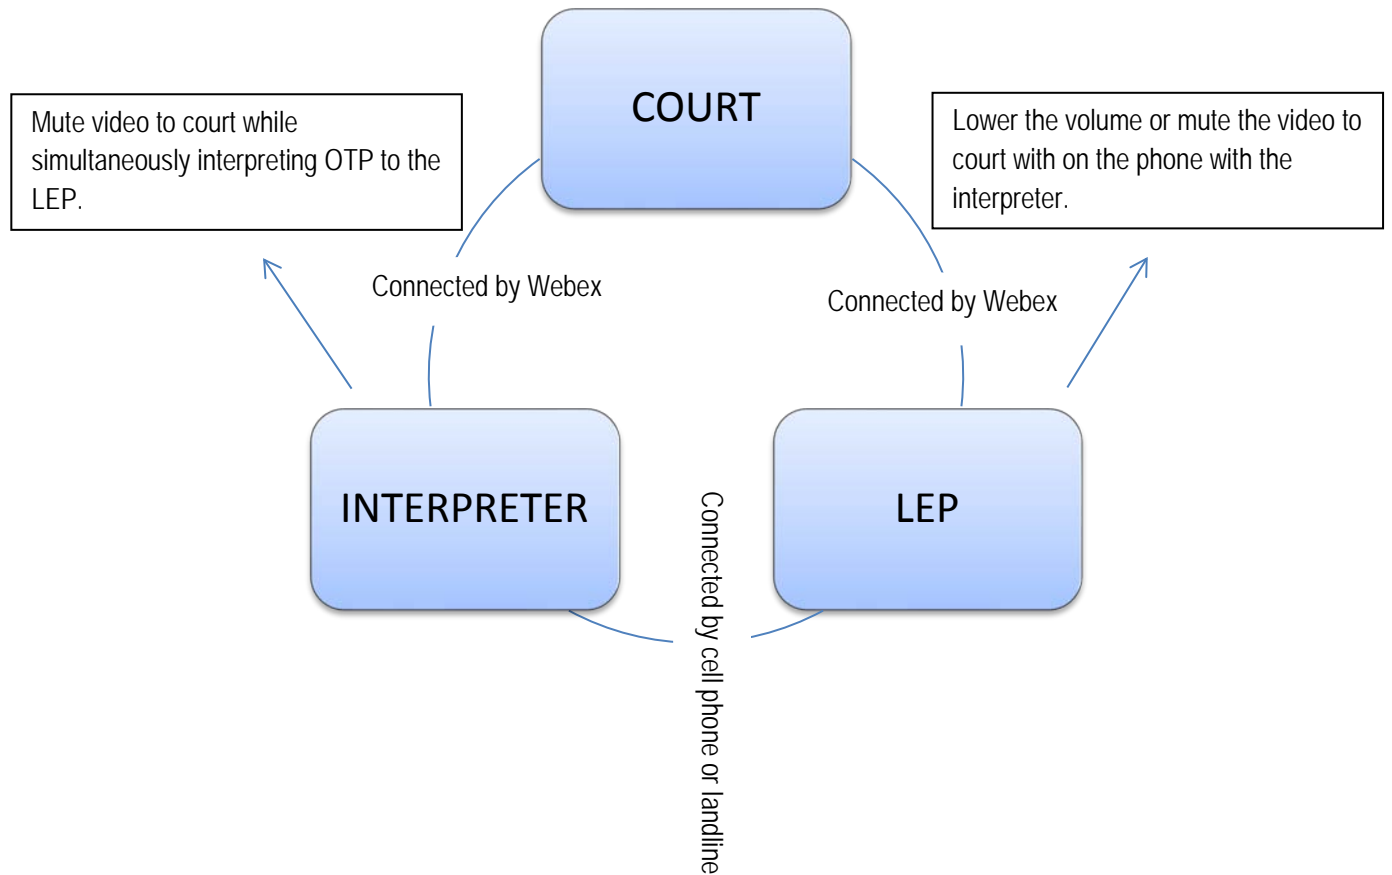 COURT
Mute video to court while
simultaneously interpreting OTP to the
LEP.
Lower the volume or mute the video to
court with on the phone with the
interpreter.
Connected by Webex
Connected by Webex
INTERPRETER
LEP
Connected by cell phone or landline